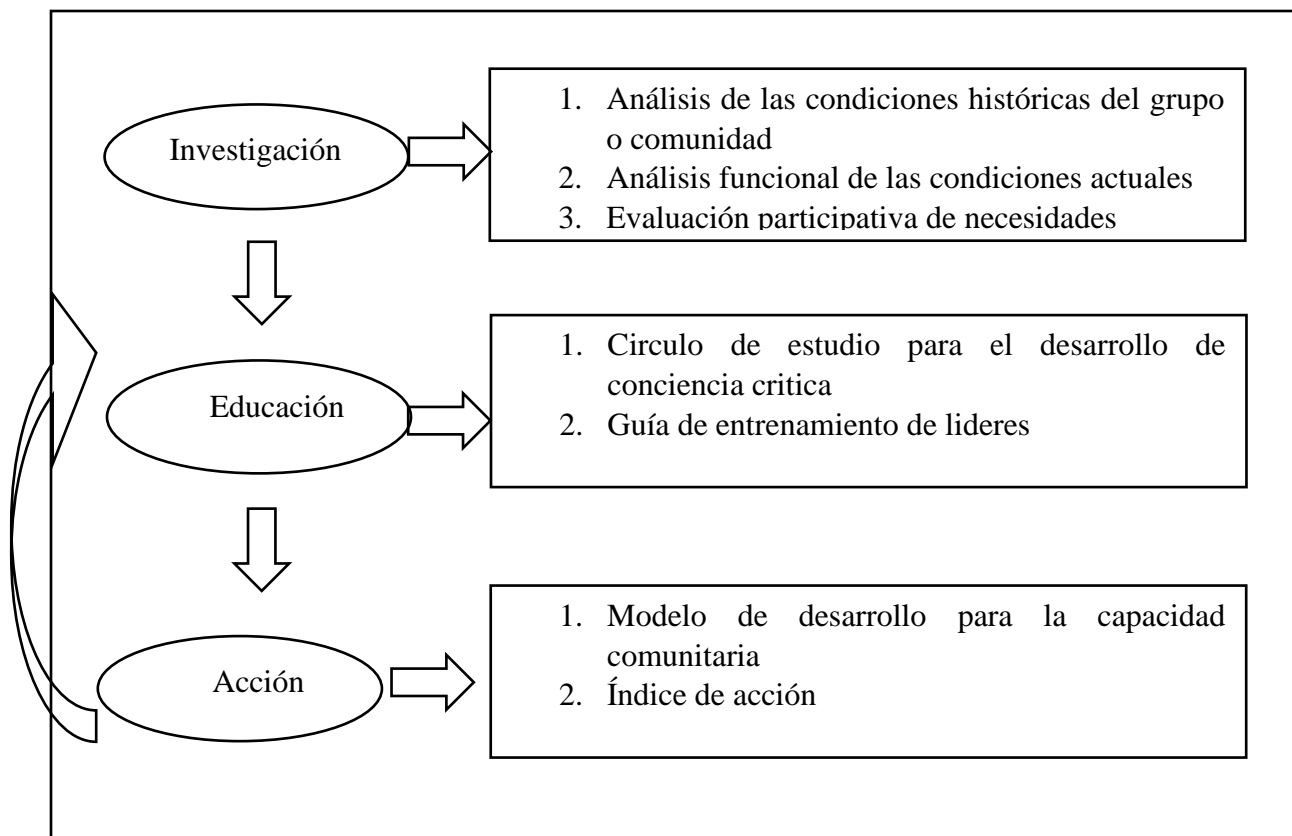 Investigación
1. Análisis de las condiciones históricas del grupo
o comunidad
2. Análisis funcional de las condiciones actuales
3. Evaluación participativa de necesidades
Educación
1. Circulo de estudio para el desarrollo de
conciencia critica
2. Guía de entrenamiento de lideres
Acción
1. Modelo de desarrollo para la capacidad
comunitaria
2. Índice de acción